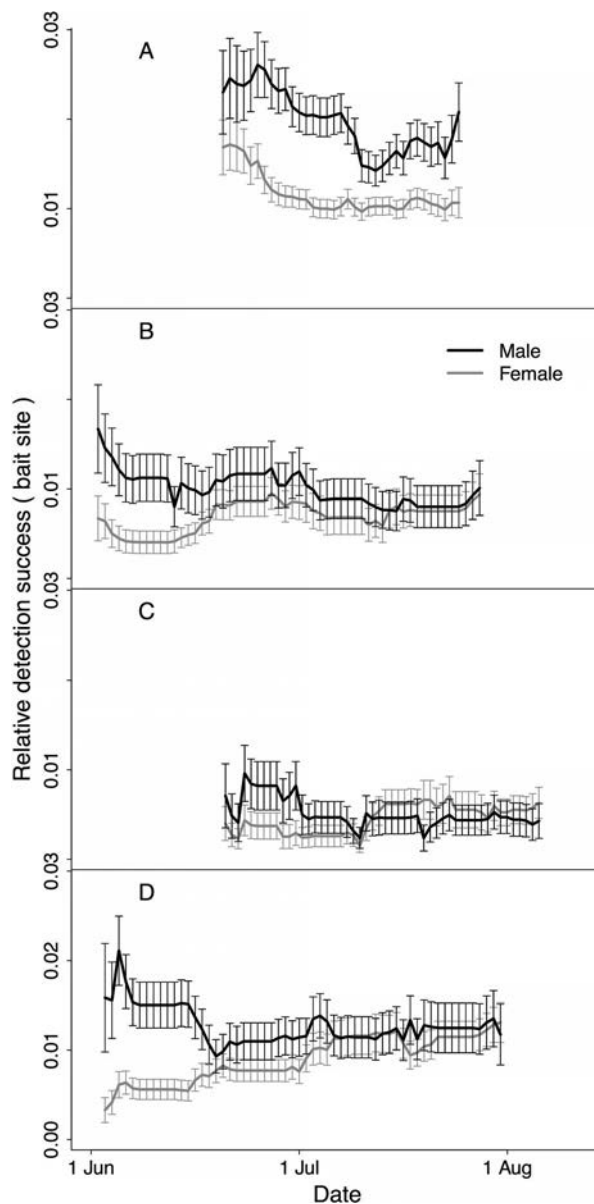 0.03
A
0.01
0.03
B
Male
Female
0.01
0.03
C
0.01
0.03
D
0.02
0.01
0.00
Relative detection success ( bait site )
1 Jun
1 Jul
1 Aug
Date